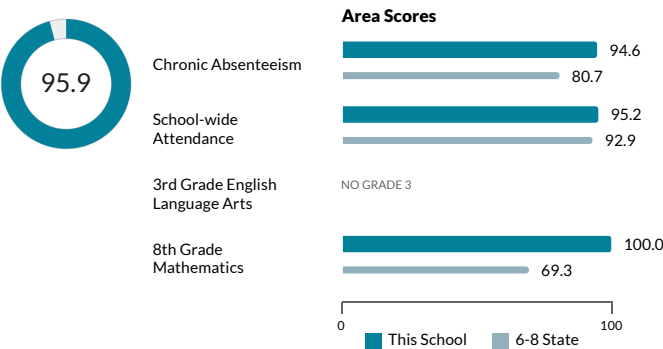 Area Scores
95.9
Chronic Absenteeism
94.6
80.7
School-wide
Attendance
95.2
92.9
3rd Grade English
Language Arts
NO GRADE 3
8th Grade
Mathematics
100.0
69.3
0
100
This School
6-8 State